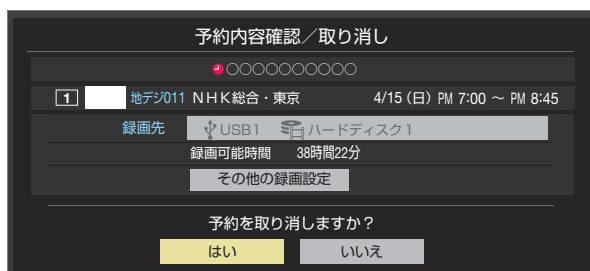 予約内容確認／取り消し
○○○○○○○○○○
1 地デジ011 NHK総合・東京 4/15 (日) PM 7:00 ～ PM 8:45
録画先 USB1 ハードディスク1
録画可能時間 38時間22分
その他の録画設定
予約を取り消しますか？
はい いいえ